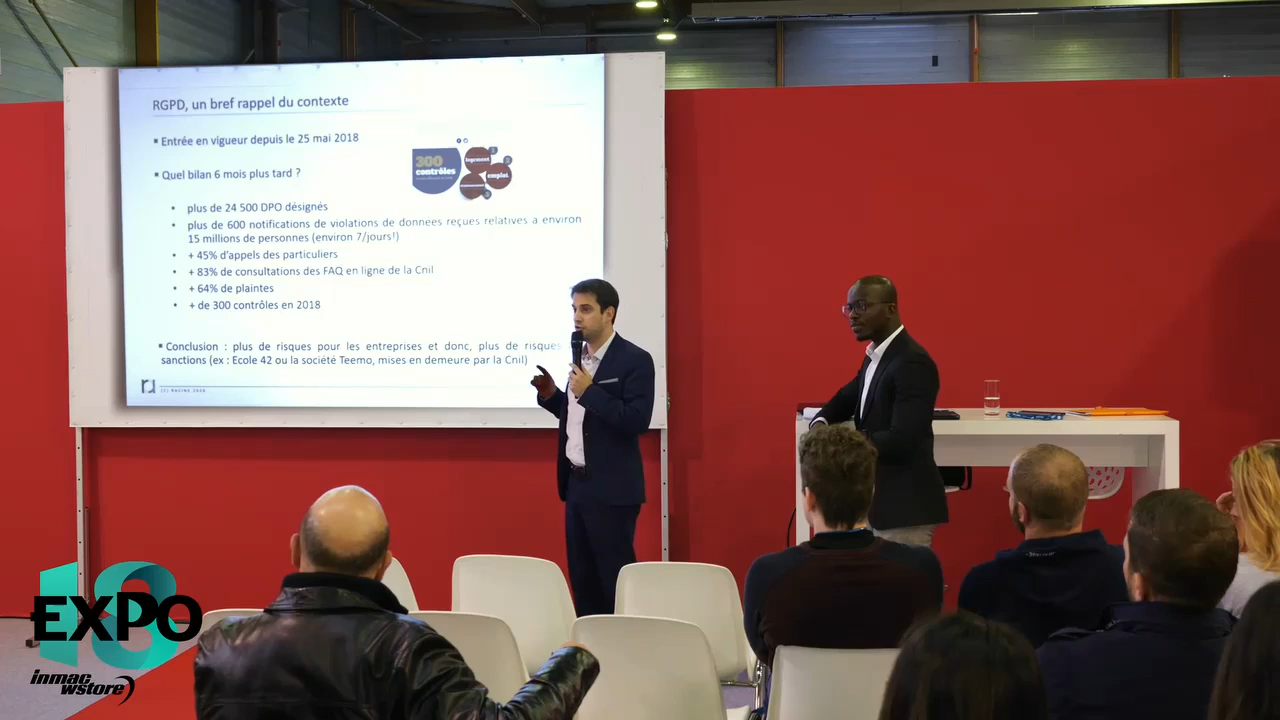 RGPD, un bref rappel du contexte
Entrée en vigueur depuis le 25 mai 2018
300
contrôles
logement
emploi
Quel bilan 6 mois plus tard ?
plus de 24 500 DPO désignés
plus de 600 notifications de violations de donnees reçues relatives a environ
15 millions de personnes (environ 7/jours!)
+ 45% d'appels des particuliers
+ 83% de consultations des FAQ en ligne de la Cnil
+ 64% de plaintes
+ de 300 contrôles en 2018
Conclusion : plus de risques pour les entreprises et donc, plus de risques
sanctions (ex : Ecole 42 ou la société Teemo, mises en demeure par la Cnil)
RACINE
18
EXPO
inmac
wstore